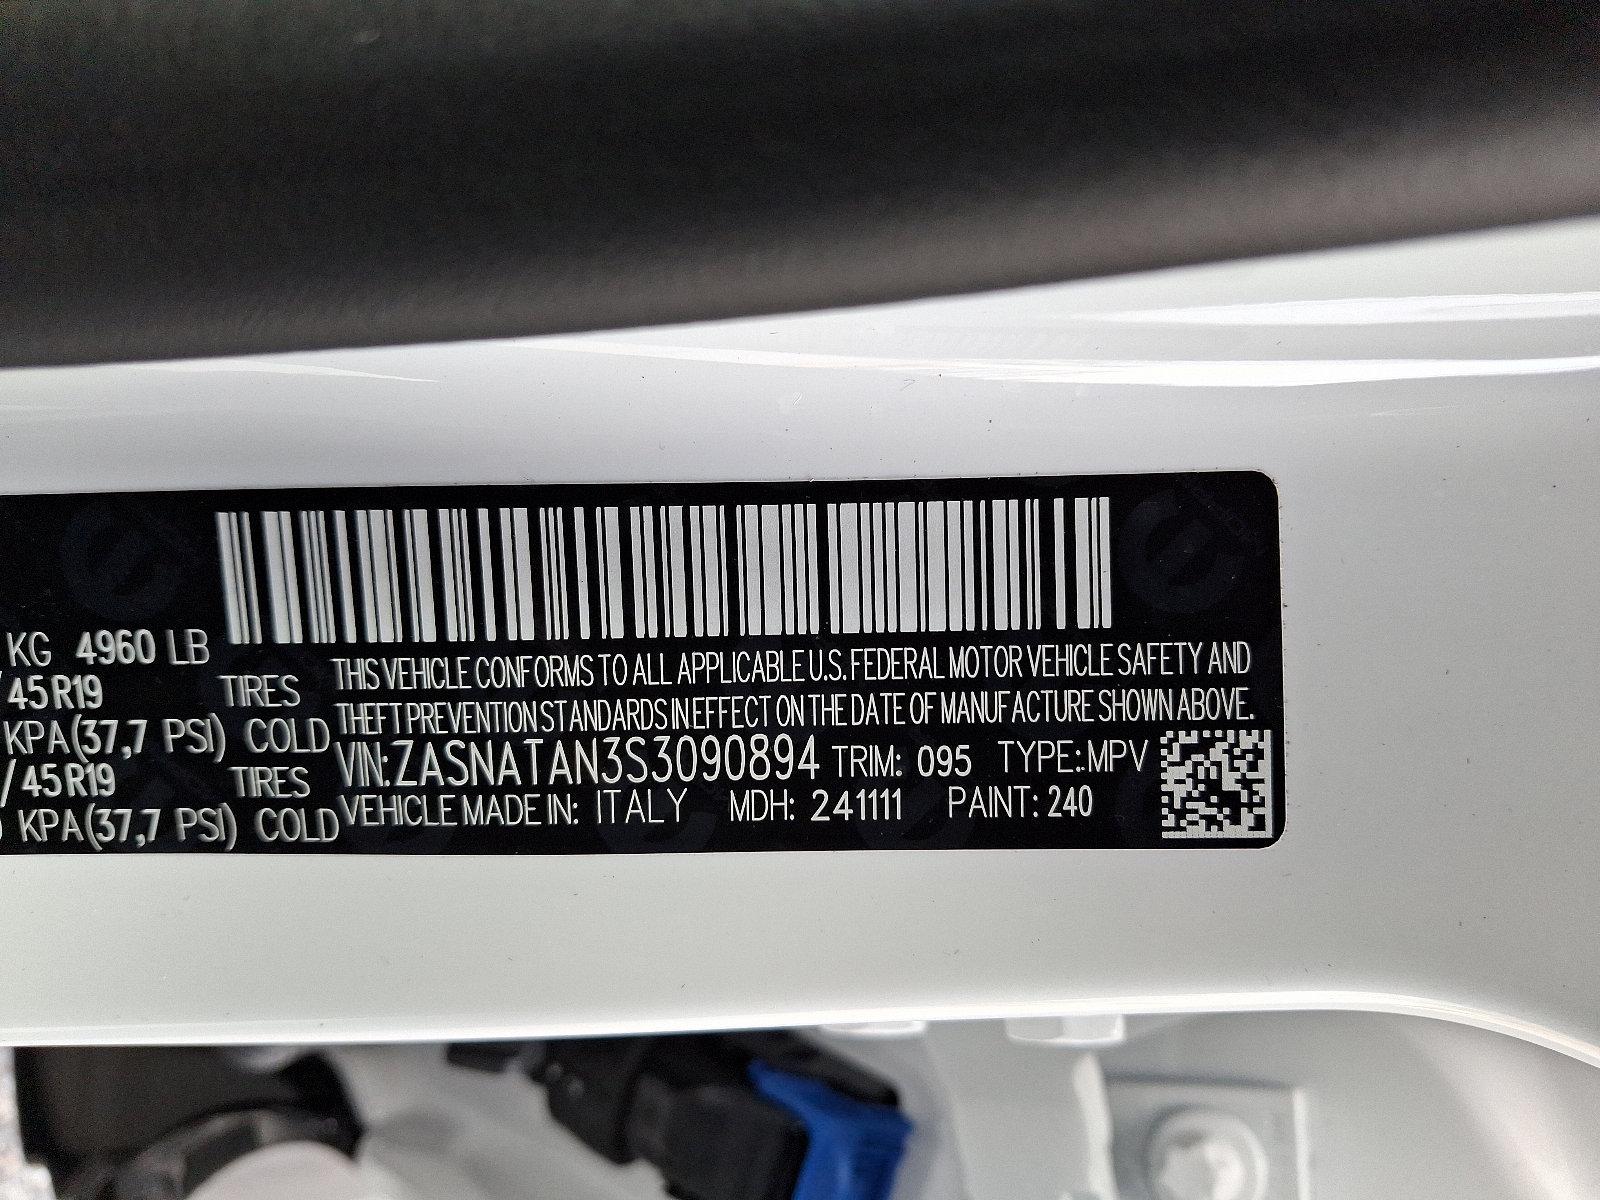 KG 4960 LB
THIS VEHICLE CONFORMS TO ALL APPLICABLE U.S. FEDERAL MOTOR VEHICLE SAFETY AND
/45 R19 TIRES
THEFT PREVENTION STANDARDS IN EFFECT ON THE DATE OF MANUFACTURE SHOWN ABOVE.
KPA(37,7 PSI) COLD
VIN:ZASNATAN3S3090894 TRIM: 095 TYPE:MPV
/45 R19 TIRES
VEHICLE MADE IN: ITALY MDH: 241111 PAINT: 240
KPA(37,7 PSI) COLD